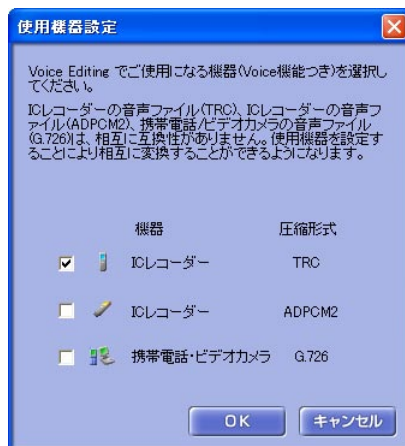 使用機器設定
Voice Editing でご使用になる機器(Voice機能つき)を選択し
てください。
ICレコーダーの音声ファイル(TRC)、ICレコーダーの音声フ
ァイル(ADPCM2)、携帯電話/ビデオカメラの音声ファイル
(G.726)は、相互に互換性がありません。使用機器を設定す
ることにより相互に変換することができるようになります。
機器 圧縮形式
ICレコーダー TRC
ICレコーダー ADPCM2
携帯電話・ビデオカメラ G.726
OK キャンセル